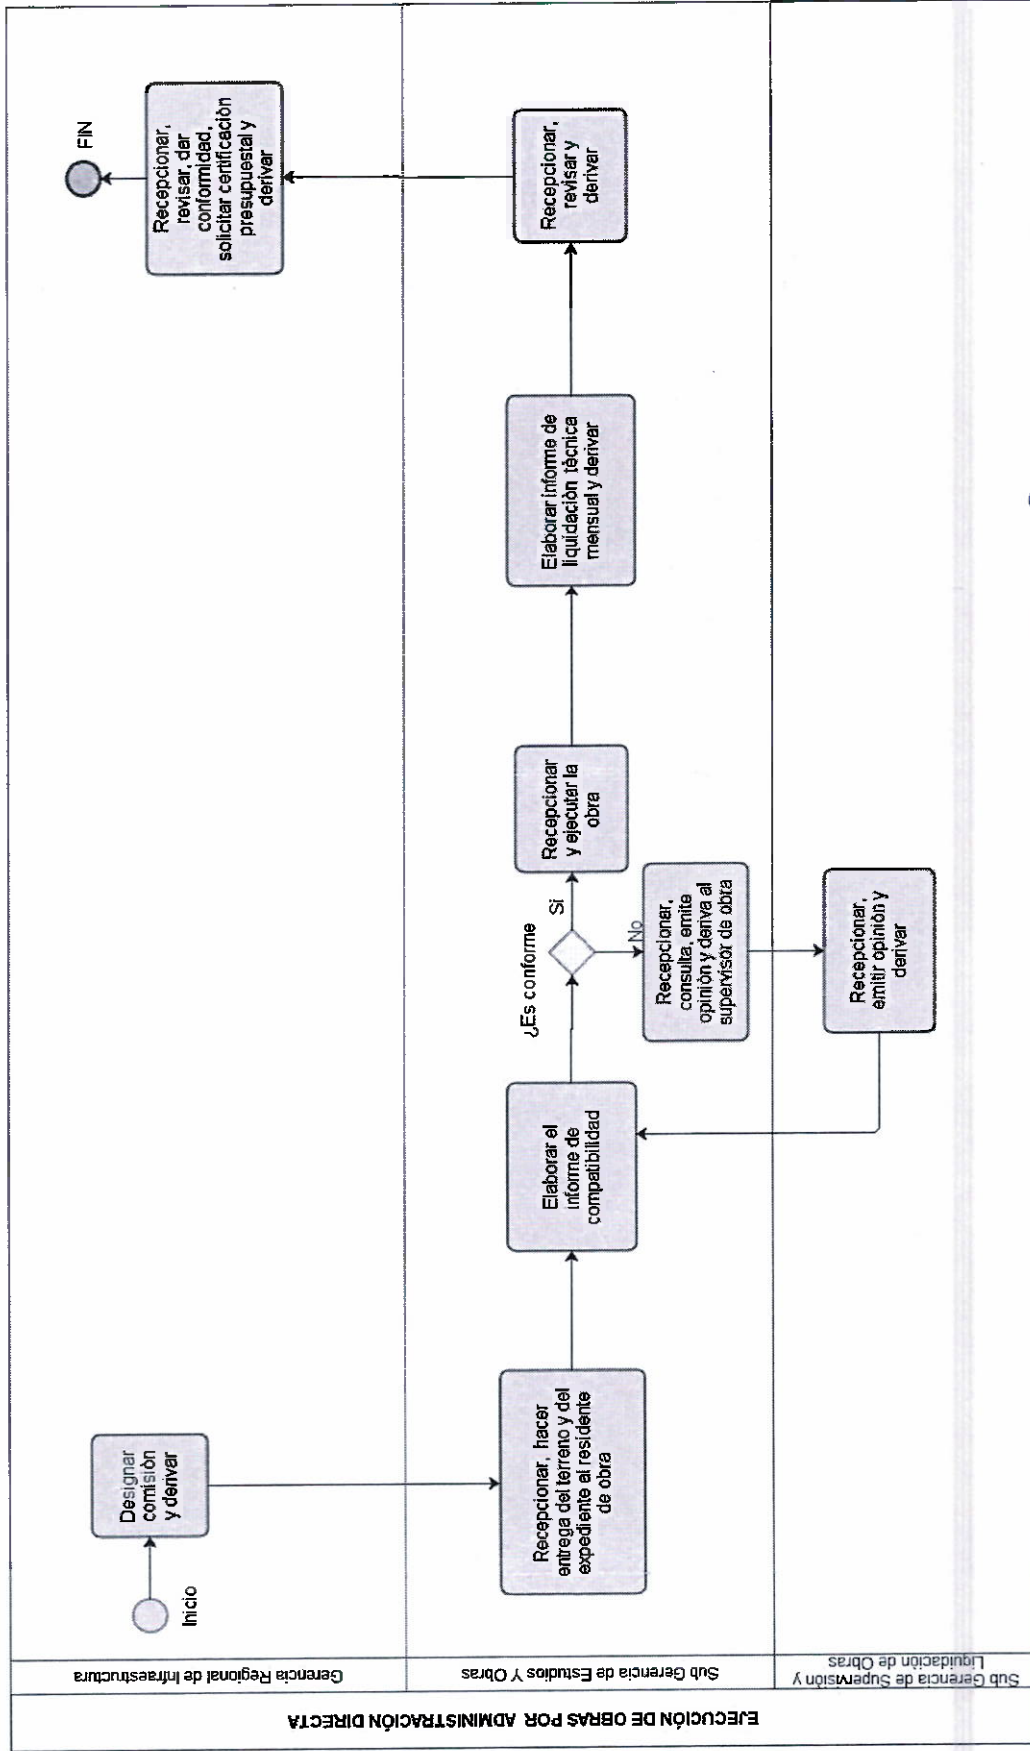 EJECUCIÓN DE OBRAS POR ADMINISTRACIÓN DIRECTA
Gerencia Regional de Infraestructura
Inicio
Designar
comisión
y derivar
Recepcionar,
revisar, dar
conformidad,
solicitar certificación
presupuestal y
derivar
FIN
Sub Gerencia de Estudios Y Obras
Recepcionar, hacer
entrega del terreno y del
expediente al residente
de obra
Elaborar el
informe de
compatibilidad
¿Es conforme
Si
No
Recepcionar
y ejecutar la
obra
Recepcionar,
consulta, emite
opinión y deriva al
supervisor de obra
Elaborar informe de
liquidación técnica
mensual y derivar
Recepcionar,
revisar y
derivar
Sub Gerencia de Supervisión y
Liquidación de Obras
Recepcionar,
emitir opinión y
derivar